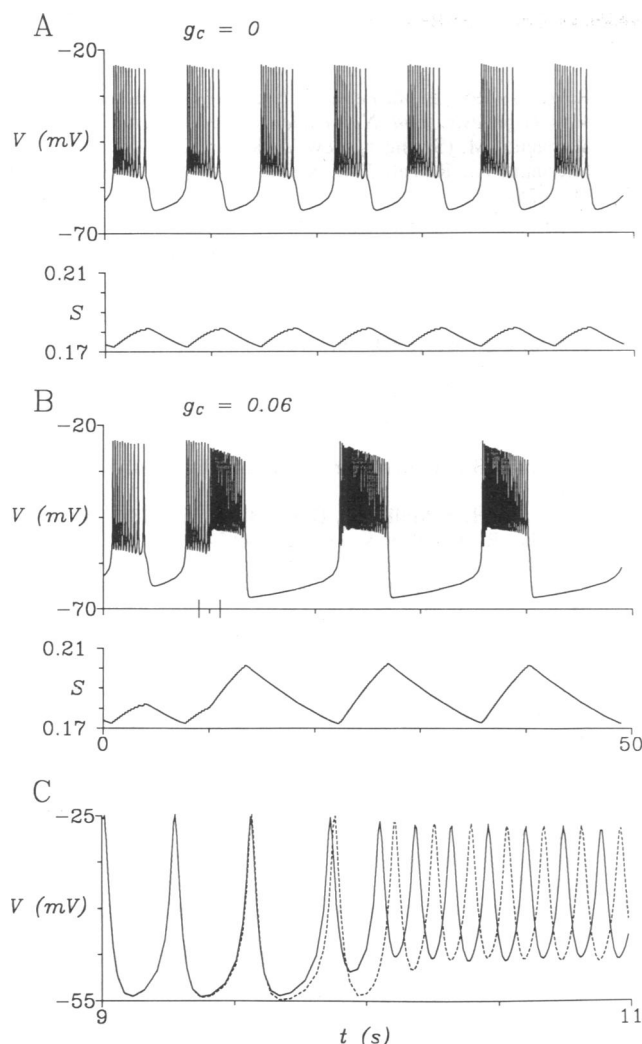 A
g_c = 0
-20
V (mV)
-70
0.21
S
0.17
B
g_c = 0.06
-20
V (mV)
-70
0.21
S
0.17
0
50
C
-25
V (mV)
-55
9
11
t (s)